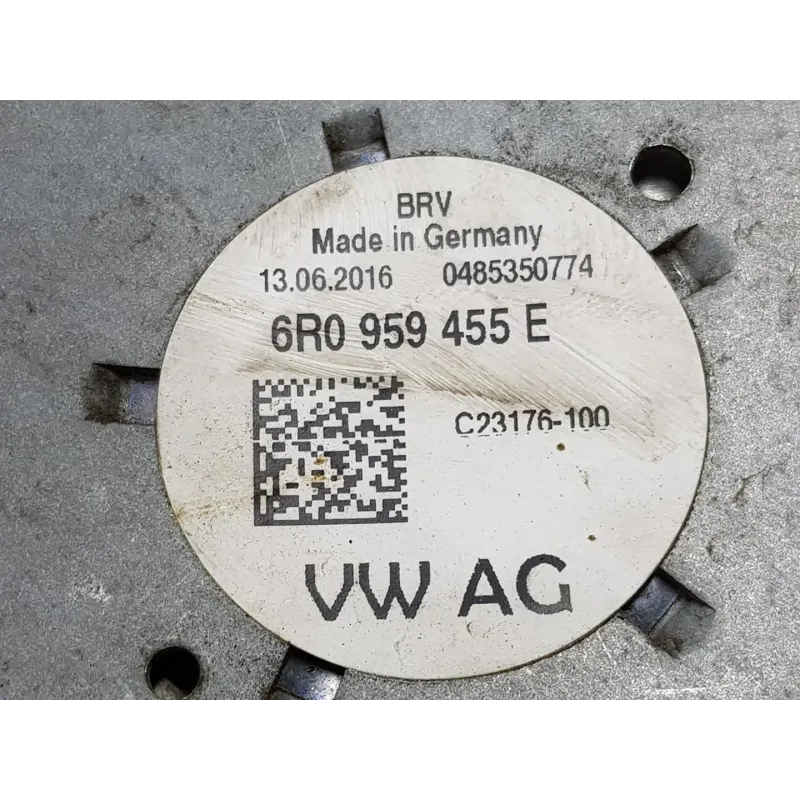 BRV
Made in Germany
13.06.2016 0485350774
6R0 959 455 E
C23176-100
VW AG